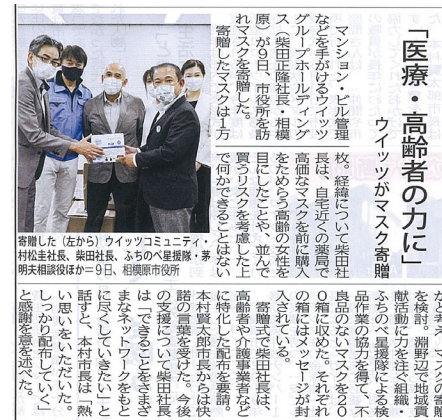 「医療・高齢者の力に」
ウイッツがマスク寄贈
マンション・ビル管理
などを手がけるウイッツ
グループホールディング
ス（柴田正隆社長・相模
原）が9日、市役所を訪
れマスクを寄贈した。
寄贈したマスクは1万
枚。経緯について柴田社
長は、自宅近くの薬局で
高価なマスクを前に購入
をためらう高齢の女性を
目にしたことや、並んで
買うリスクを考慮した上
で何かできることはない
を検討。淵野辺で地域貢
献活動に力を注ぐ組織、
ふちのべ星援隊による検
品作業の協力を得て、不
良品のないマスクを20
0箱に収めた。それぞれ
の箱にはメッセージが封
入されている。
寄贈式で柴田社長は、
高齢者や介護事業者など
に特化した配布を要請。
本村賢太郎市長からは快
諾の言葉を受けた。今後
の支援について柴田社長
は「できることをさまざ
まなネットワークをもと
に尽くしていきたい」と
話すと、本村市長は「熱
い思いをいただいた。
しっかり配布していく」
と感謝の意を述べた。
寄贈した（左から）ウイッツコミュニティ・
村松圭社長、柴田社長、ふちのべ星援隊・茅
明夫相談役ほか＝9日、相模原市役所